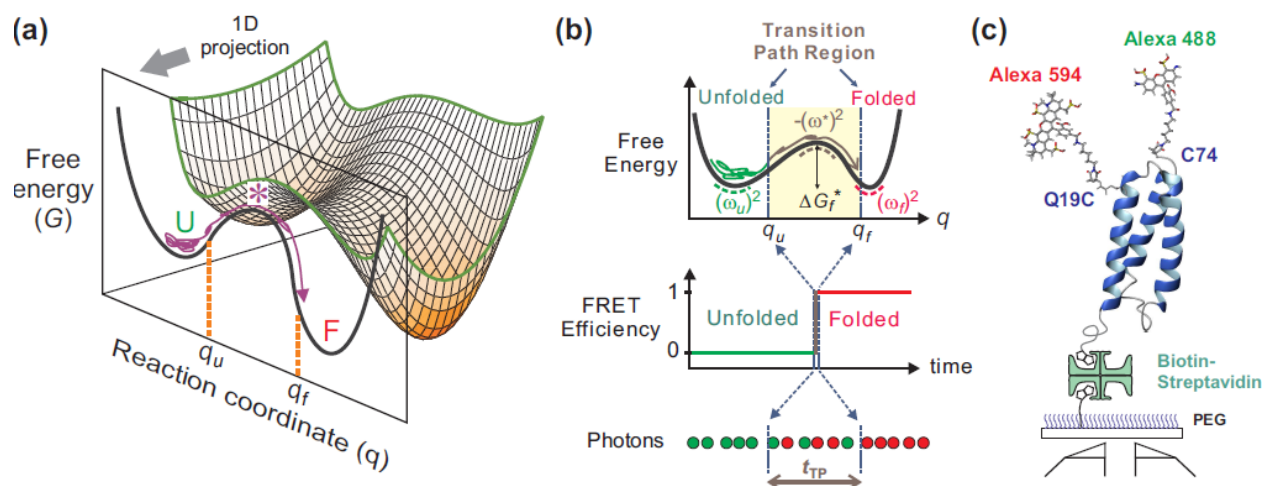 (a)
1D
projection
Free
energy
(G)
U
*
F
q_u
q_f
Reaction coordinate (q)
(b)
Transition
Path Region
Unfolded
Folded
-(ω*)²
Free
Energy
(ω_u)²
ΔG_f*
(ω_f)²
q_u
q_f
q
1
FRET
Efficiency
Unfolded
Folded
0
time
Photons
t_TP
(c)
Alexa 488
Alexa 594
C74
Q19C
Biotin-
Streptavidin
PEG